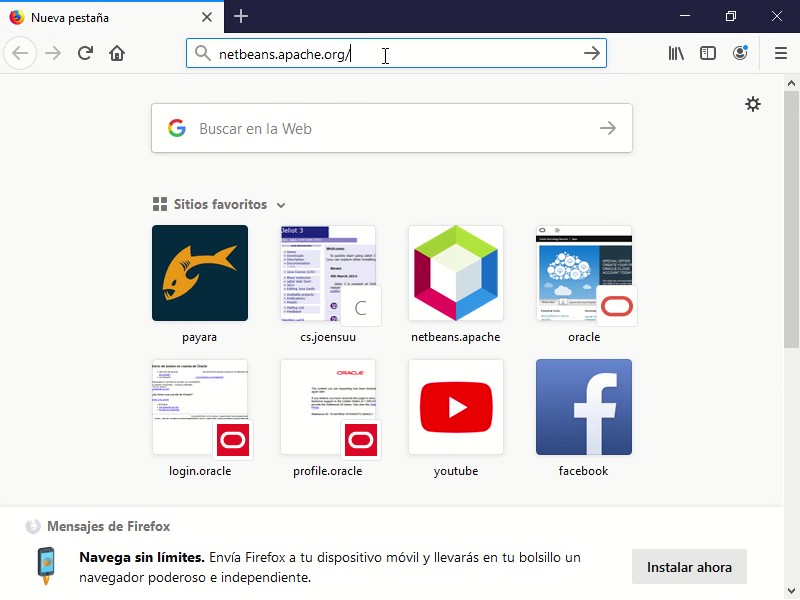 Nueva pestaña
netbeans.apache.org/
Buscar en la Web
Sitios favoritos
payara
cs.joensuu
netbeans.apache
oracle
Jeliot 3
Welcome
C
ORACLE
login.oracle
profile.oracle
youtube
facebook
Mensajes de Firefox
Navega sin límites. Envía Firefox a tu dispositivo móvil y llevarás en tu bolsillo un
navegador poderoso e independiente.
Instalar ahora